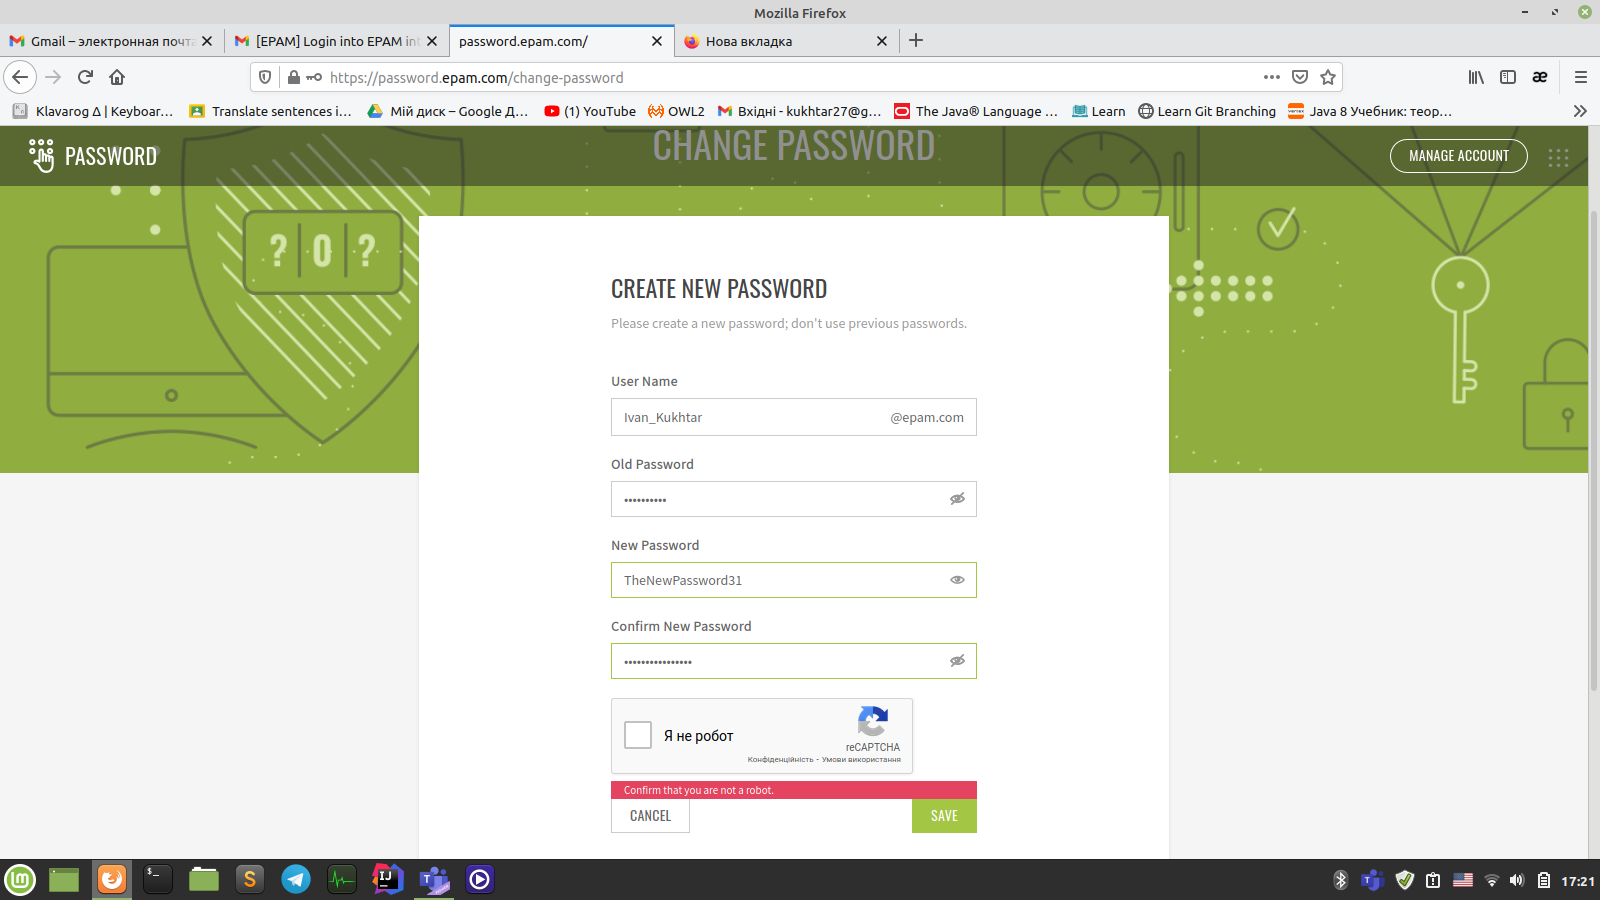 Mozilla Firefox
Gmail – электронная почта
[EPAM] Login into EPAM int
password.epam.com/
Нова вкладка
https://password.epam.com/change-password
Klavarog Δ | Keyboar…
Translate sentences i…
Мій диск – Google Д…
(1) YouTube
OWL2
Вхідні - kukhtar27@g…
The Java® Language …
Learn
Learn Git Branching
Java 8 Учебник: теор…
PASSWORD
CHANGE PASSWORD
MANAGE ACCOUNT
? 0 ?
CREATE NEW PASSWORD
Please create a new password; don't use previous passwords.
User Name
Ivan_Kukhtar @epam.com
Old Password
••••••••••
New Password
TheNewPassword31
Confirm New Password
••••••••••••••••
Я не робот
reCAPTCHA
Конфіденційність - Умови використання
Confirm that you are not a robot.
CANCEL
SAVE
17:21